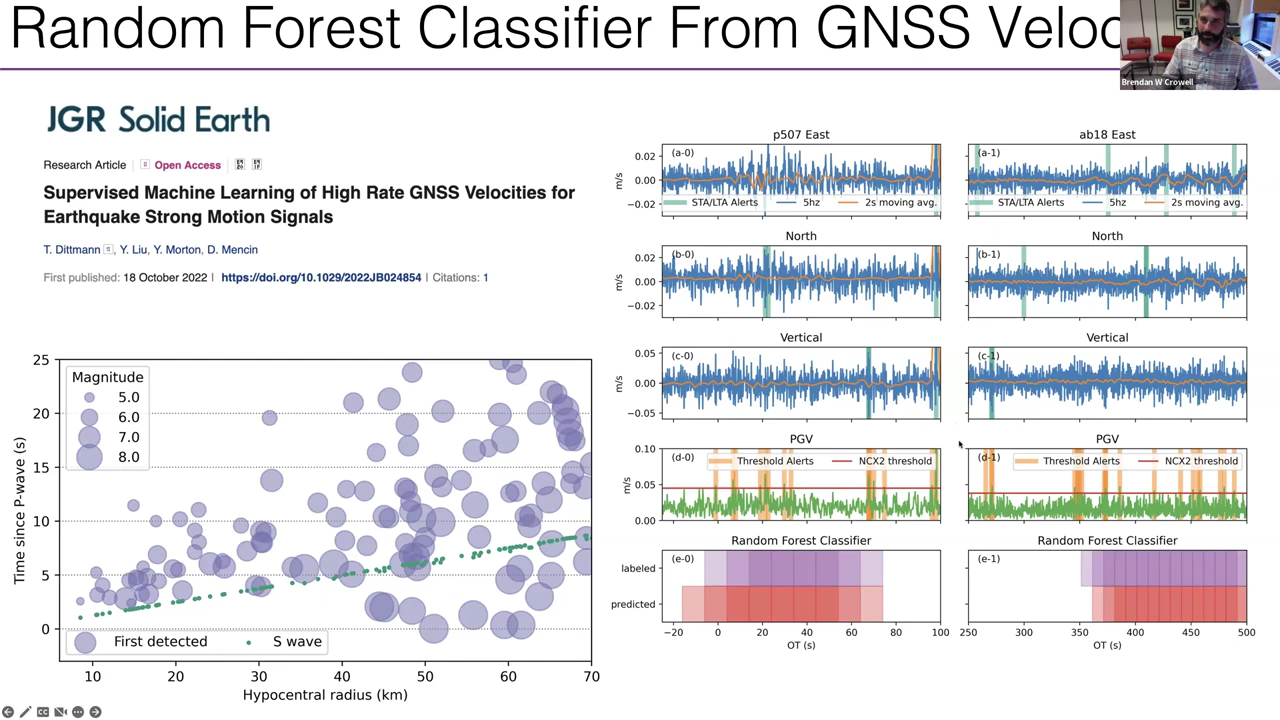 Random Forest Classifier From GNSS Veloc
Brendan W Crowell
JGR Solid Earth
Research Article | Open Access
Supervised Machine Learning of High Rate GNSS Velocities for
Earthquake Strong Motion Signals
T. Dittmann, Y. Liu, Y. Morton, D. Mencin
First published: 18 October 2022 | https://doi.org/10.1029/2022JB024854 | Citations: 1
Magnitude
5.0
6.0
7.0
8.0
25
20
15
10
5
0
Time since P-wave (s)
First detected
S wave
10 20 30 40 50 60 70
Hypocentral radius (km)
p507 East
(a-0)
0.02
0.00
−0.02
m/s
STA/LTA Alerts 5hz 2s moving avg.
ab18 East
(a-1)
STA/LTA Alerts 5hz 2s moving avg.
North
(b-0)
0.02
0.00
−0.02
m/s
North
(b-1)
Vertical
(c-0)
0.05
0.00
−0.05
m/s
Vertical
(c-1)
PGV
(d-0)
Threshold Alerts NCX2 threshold
0.10
0.05
0.00
m/s
PGV
(d-1)
Threshold Alerts NCX2 threshold
Random Forest Classifier
(e-0)
labeled
predicted
−20 0 20 40 60 80 100
OT (s)
Random Forest Classifier
(e-1)
250 300 350 400 450 500
OT (s)